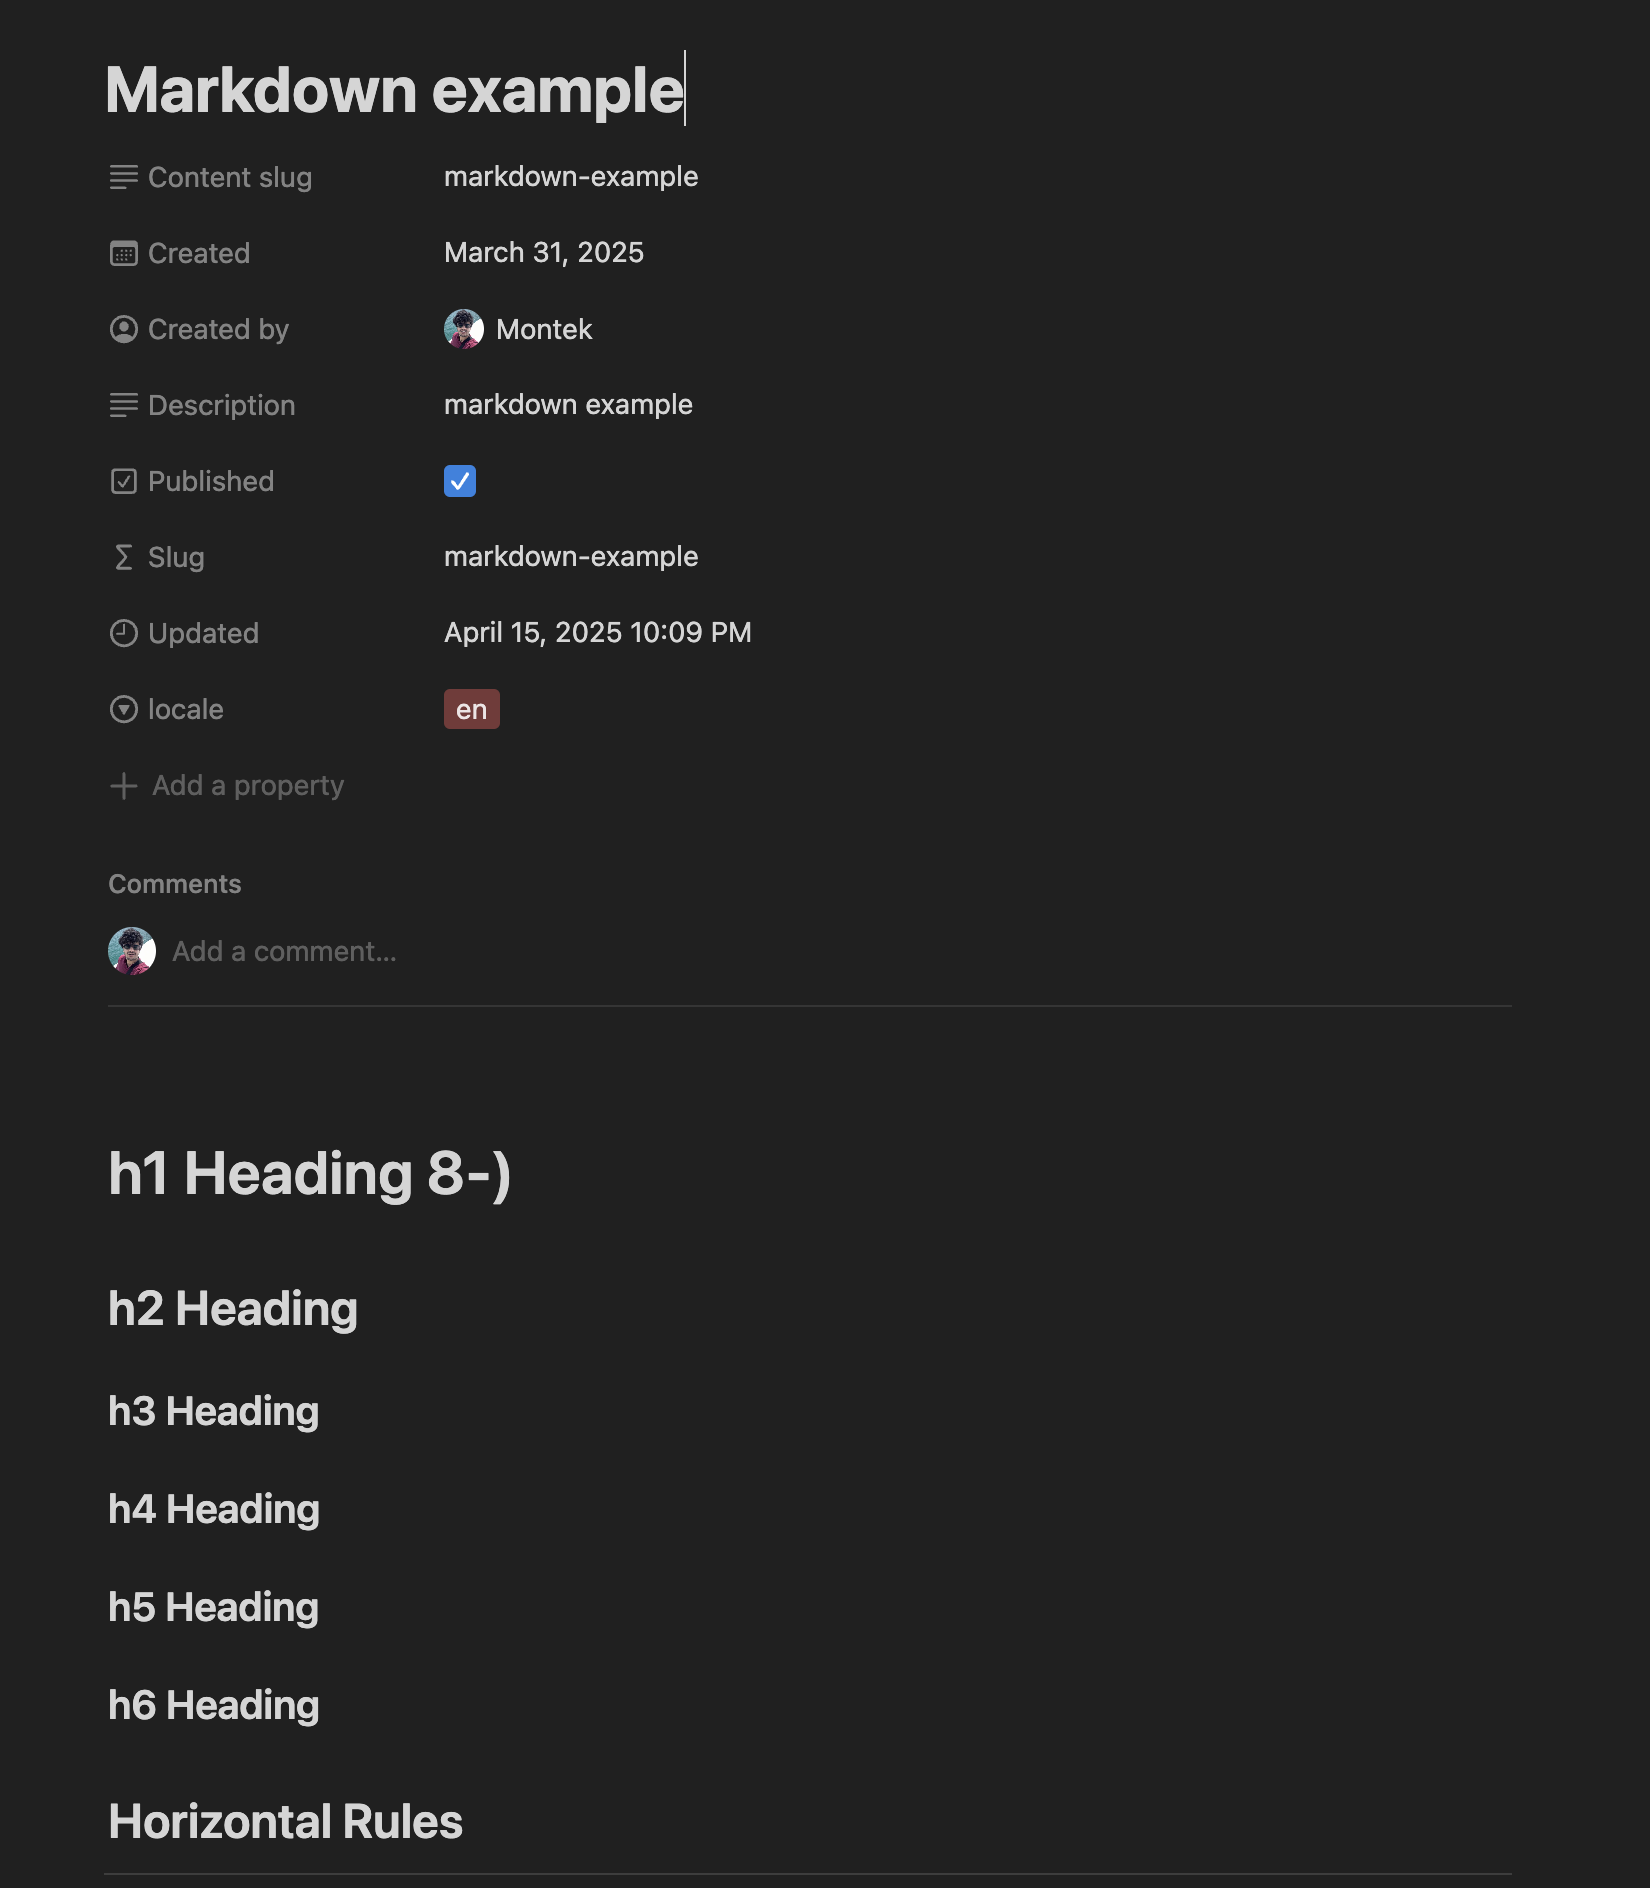 Markdown example
Content slug markdown-example
Created March 31, 2025
Created by Montek
Description markdown example
Published
Slug markdown-example
Updated April 15, 2025 10:09 PM
locale en
Add a property
Comments
Add a comment...
h1 Heading 8-)
h2 Heading
h3 Heading
h4 Heading
h5 Heading
h6 Heading
Horizontal Rules